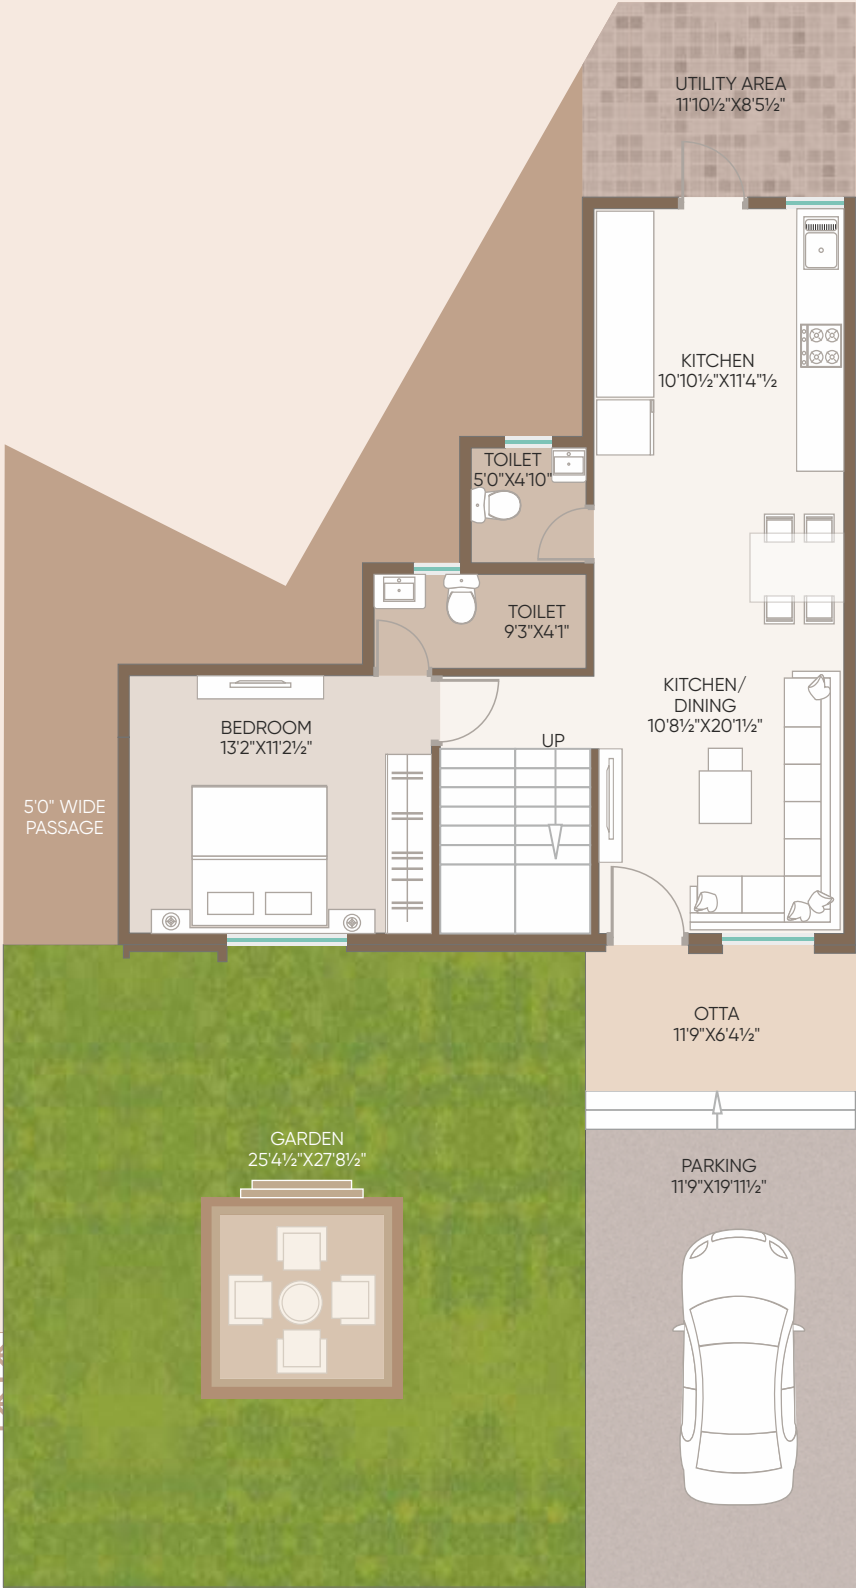 UTILITY AREA
11'10½"X8'5½"
KITCHEN
10'10½"X11'4"½
TOILET
5'0"X4'10"
TOILET
9'3"X4'1"
KITCHEN/
DINING
10'8½"X20'1½"
BEDROOM
13'2"X11'2½"
UP
5'0" WIDE
PASSAGE
OTTA
11'9"X6'4½"
GARDEN
25'4½"X27'8½"
PARKING
11'9"X19'11½"